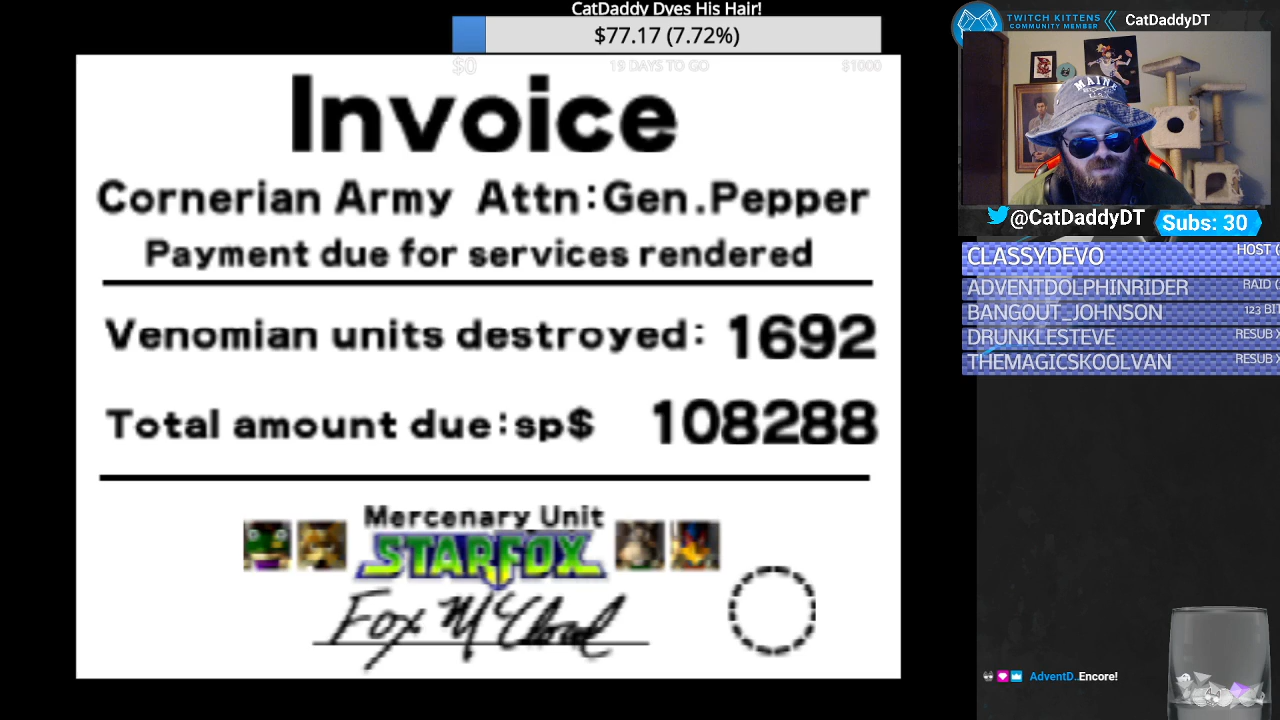 CatDaddy Dyes His Hair!
$77.17 (7.72%)
$0 19 DAYS TO GO $1000
Invoice
Cornerian Army Attn:Gen.Pepper
Payment due for services rendered
Venomian units destroyed: 1692
Total amount due:sp$ 108288
Mercenary Unit
STARFOX
Fox McCloud
TWITCH KITTENS
COMMUNITY MEMBER
CatDaddyDT
MAINE
@CatDaddyDT
Subs: 30
CLASSYDEVO HOST (
ADVENTDOLPHINRIDER RAID (
BANGOUT_JOHNSON 123 BIT
DRUNKLESTEVE RESUB X
THEMAGICSKOOLVAN RESUB X
AdventD..Encore!